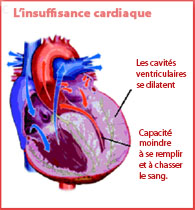 L'insuffisance cardiaque
Les cavités
ventriculaires
se dilatent
Capacité
moindre
à se remplir
et à chasser
le sang.